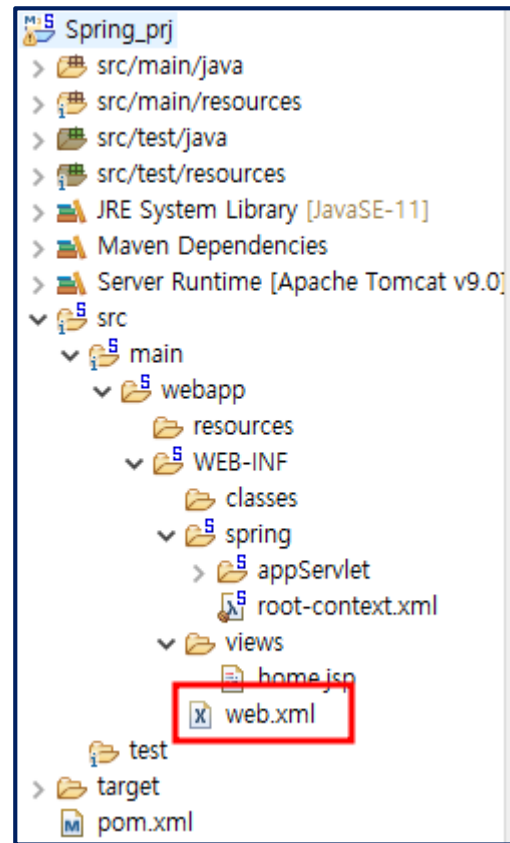 Spring_prj
src/main/java
src/main/resources
src/test/java
src/test/resources
JRE System Library [JavaSE-11]
Maven Dependencies
Server Runtime [Apache Tomcat v9.0]
src
main
webapp
resources
WEB-INF
classes
spring
appServlet
root-context.xml
views
home.jsp
web.xml
test
target
pom.xml